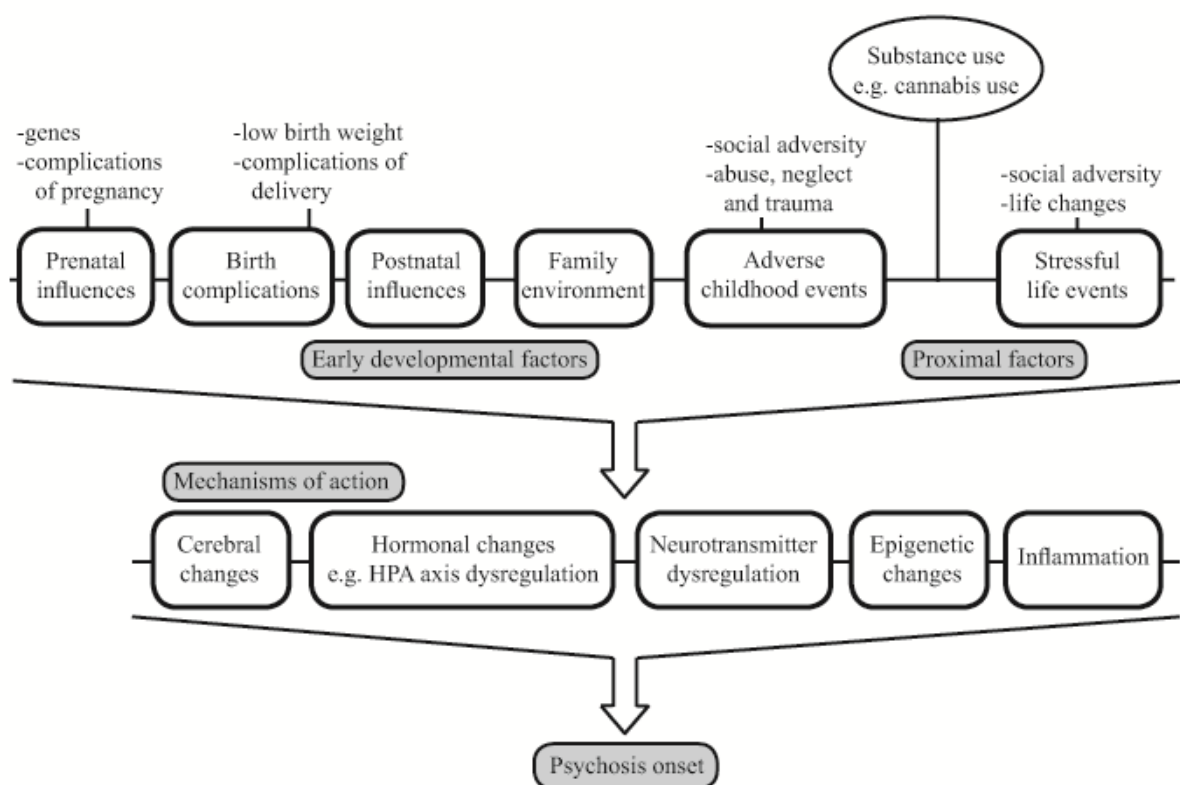 Substance use
e.g. cannabis use
-genes
-complications
of pregnancy
-low birth weight
-complications of
delivery
-social adversity
-abuse, neglect
and trauma
-social adversity
-life changes
Prenatal
influences
Birth
complications
Postnatal
influences
Family
environment
Adverse
childhood events
Stressful
life events
Early developmental factors
Proximal factors
Mechanisms of action
Cerebral
changes
Hormonal changes
e.g. HPA axis dysregulation
Neurotransmitter
dysregulation
Epigenetic
changes
Inflammation
Psychosis onset